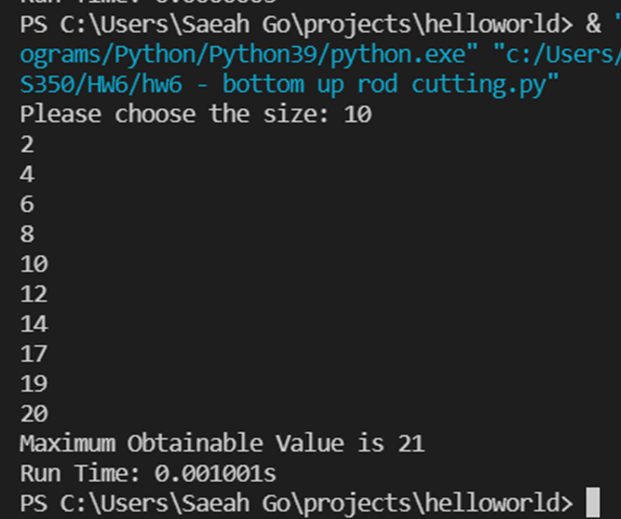 PS C:\Users\Saeah Go\projects\helloworld> & "
ograms/Python/Python39/python.exe" "c:/Users/
S350/HW6/hw6 - bottom up rod cutting.py"
Please choose the size: 10
2
4
6
8
10
12
14
17
19
20
Maximum Obtainable Value is 21
Run Time: 0.001001s
PS C:\Users\Saeah Go\projects\helloworld>